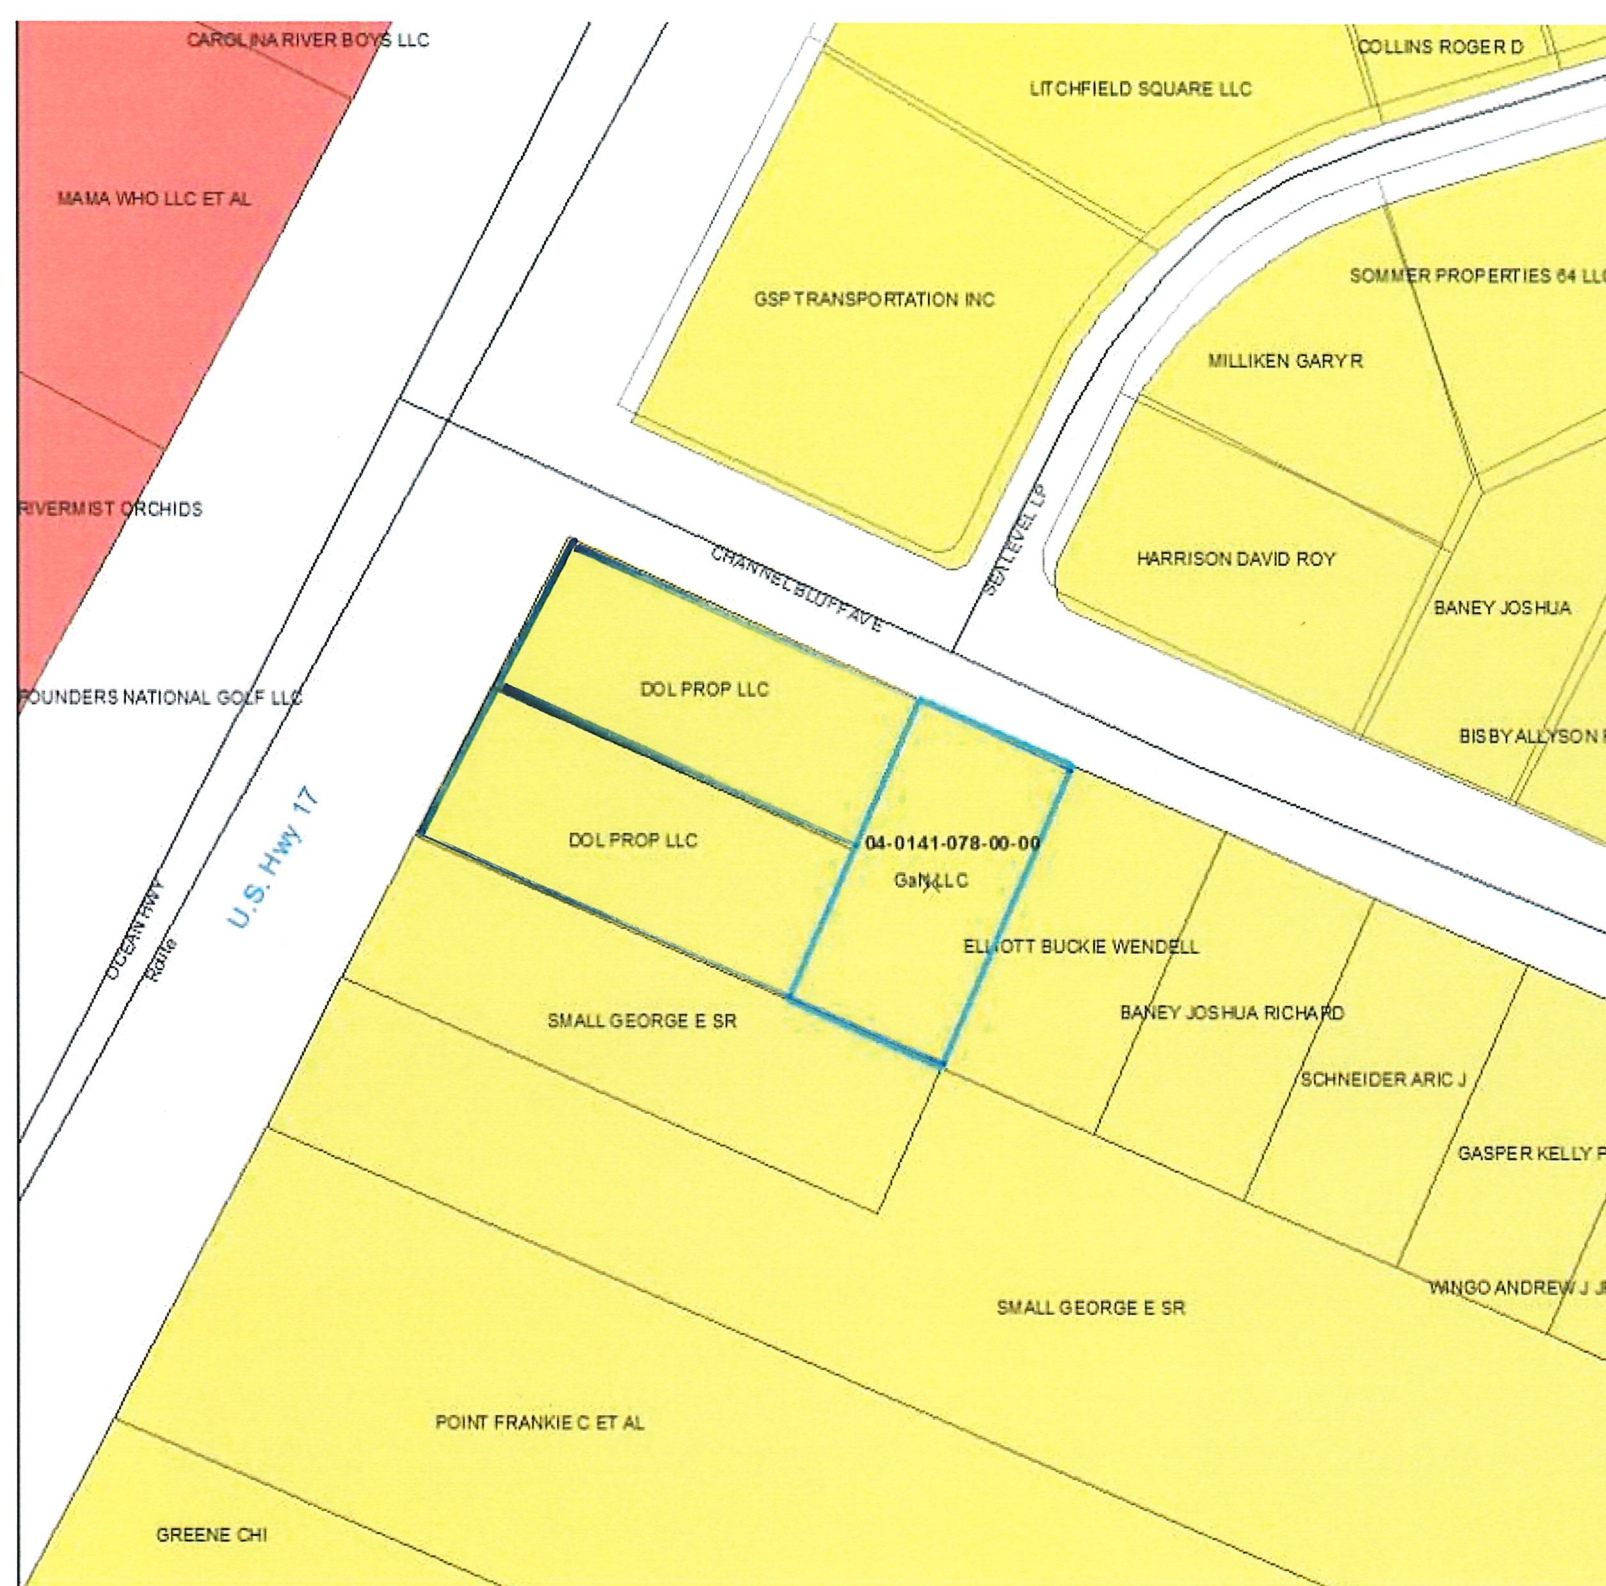 CAROLINA RIVER BOYS LLC
COLLINS ROGER D
LITCHFIELD SQUARE LLC
MAMA WHO LLC ET AL
SOMMER PROPERTIES 64 LLC
GSP TRANSPORTATION INC
MILLIKEN GARY R
RIVERMIST ORCHIDS
SEA LEVEL LP
CHANNEL BLUFF AVE
HARRISON DAVID ROY
BANEY JOSHUA
DOL PROP LLC
FOUNDERS NATIONAL GOLF LLC
BISBY ALLYSON
DOL PROP LLC
04-0141-078-00-00
GaN LLC
U.S. Hwy 17
OCEAN HWY
Route
ELLIOTT BUCKIE WENDELL
BANEY JOSHUA RICHARD
SMALL GEORGE E SR
SCHNEIDER ARIC J
GASPER KELLY P
WINGO ANDREW J JR
SMALL GEORGE E SR
POINT FRANKIE C ET AL
GREENE CHI